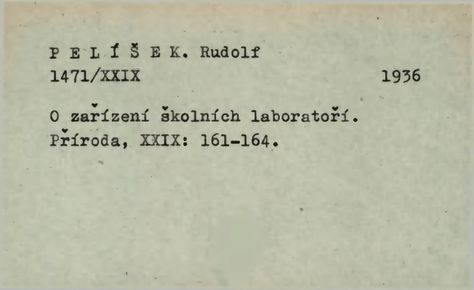 P E L Í Š E K. Rudolf
1471/XXIX 1936
O zařízení školních laboratoří.
Příroda, XXIX: 161-164.